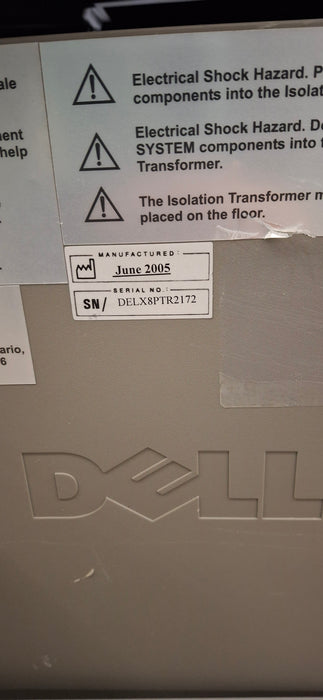 ale
Electrical Shock Hazard. P
components into the Isolat
ent
help
Electrical Shock Hazard. D
SYSTEM components into
Transformer.
The Isolation Transformer m
placed on the floor.
MANUFACTURED:
June 2005
SERIAL NO.:
SN/ DELX8PTR2172
ario,
6
DELL